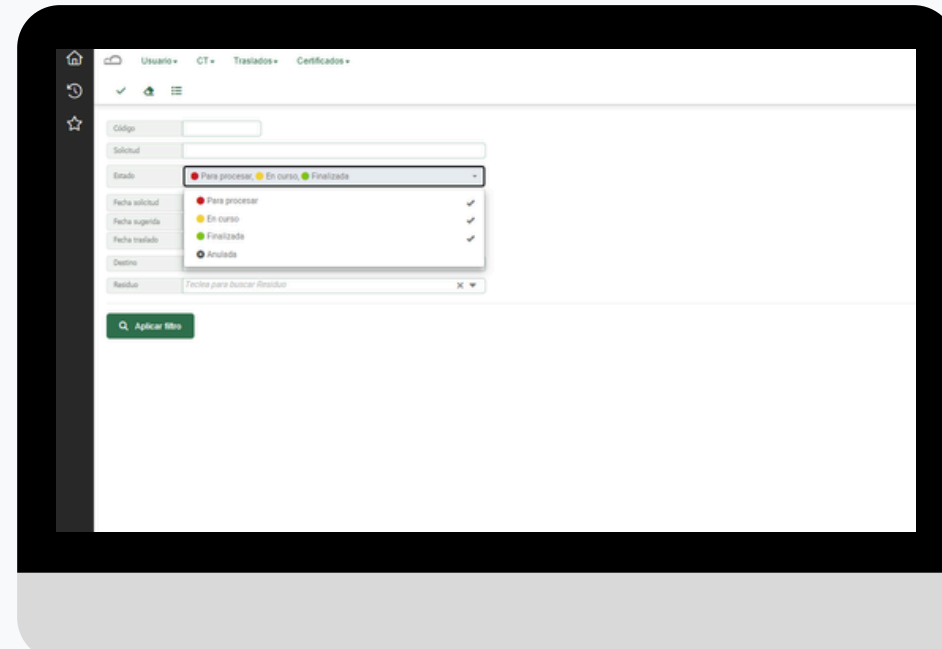 Usuario CT Traslados Certificados
Código
Solicitud
Estado Para procesar, En curso, Finalizada
Fecha solicitud Para procesar
Fecha sugerida En curso
Fecha traslado Finalizada
Anulada
Destino
Residuo Teclea para buscar Residuo
Aplicar filtro